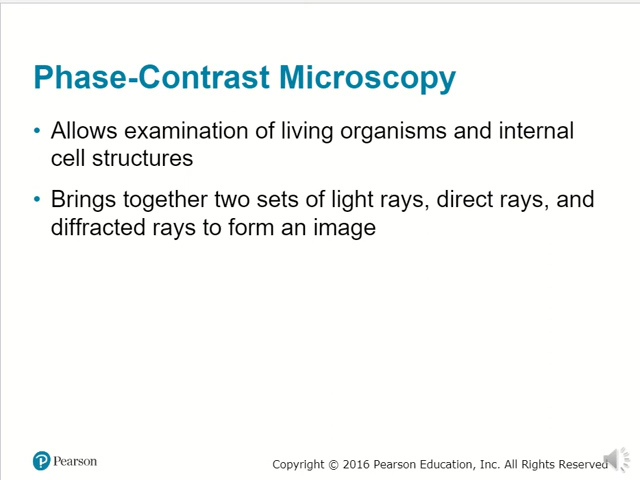 Phase-Contrast Microscopy
• Allows examination of living organisms and internal
cell structures
• Brings together two sets of light rays, direct rays, and
diffracted rays to form an image
Pearson
Copyright © 2016 Pearson Education, Inc. All Rights Reserved